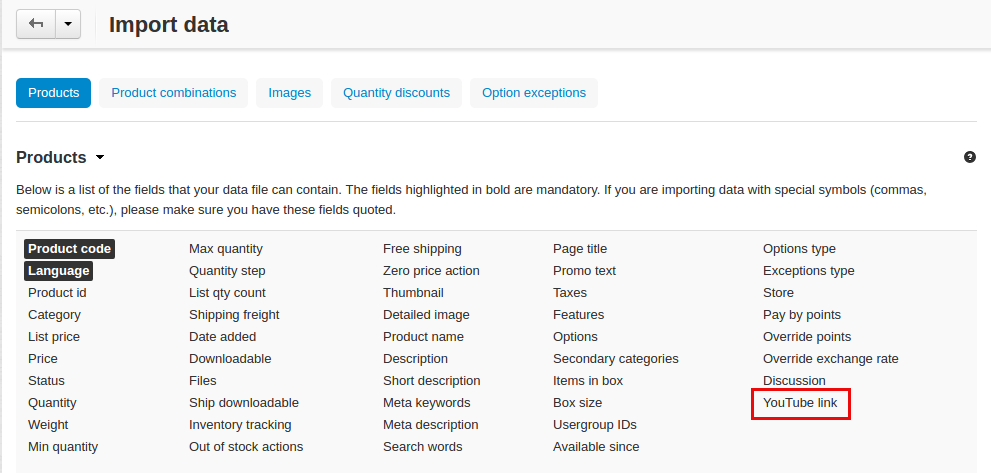 Import data
Products Product combinations Images Quantity discounts Option exceptions
Products
Below is a list of the fields that your data file can contain. The fields highlighted in bold are mandatory. If you are importing data with special symbols (commas,
semicolons, etc.), please make sure you have these fields quoted.
Product code Max quantity Free shipping Page title Options type
Language Quantity step Zero price action Promo text Exceptions type
Product id List qty count Thumbnail Taxes Store
Category Shipping freight Detailed image Features Pay by points
List price Date added Product name Options Override points
Price Downloadable Description Secondary categories Override exchange rate
Status Files Short description Items in box Discussion
Quantity Ship downloadable Meta keywords Box size YouTube link
Weight Inventory tracking Meta description Usergroup IDs
Min quantity Out of stock actions Search words Available since